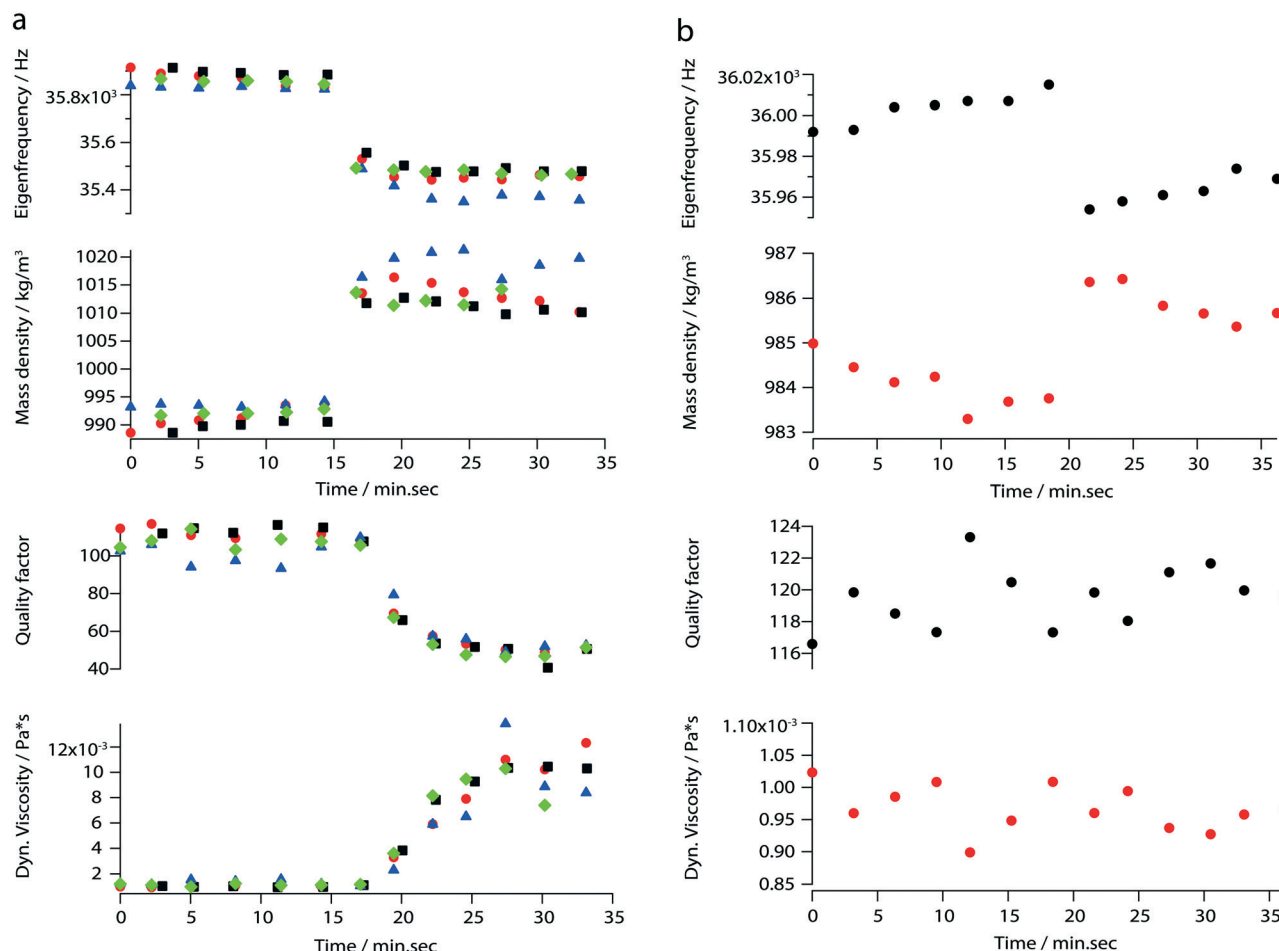 a
Eigenfrequency / Hz
35.8x10³
35.6
35.4
Mass density / kg/m³
1020
1015
1010
1005
1000
995
990
0 5 10 15 20 25 30 35
Time / min.sec
Quality factor
100
80
60
40
Dyn. Viscosity / Pa*s
12x10⁻³
10
8
6
4
2
0 10 20 30 35
Time / min.sec
b
Eigenfrequency / Hz
36.02x10³
36.00
35.98
35.96
Mass density / kg/m³
987
986
985
984
983
0 5 10 15 20 25 30 35
Time / min.sec
Quality factor
124
122
120
118
116
Dyn. Viscosity / Pa*s
1.10x10⁻³
1.05
1.00
0.95
0.90
0.85
0 5 10 15 20 25 30 35
Time / min.sec